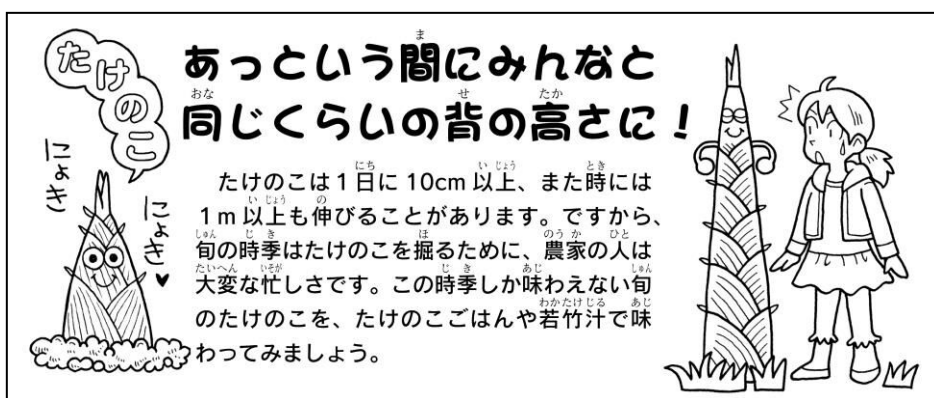 たけのこ
にょき
にょき♥
あっという間にみんなと
同じくらいの背の高さに！
たけのこは1日に10cm以上、また時には
1m以上も伸びることがあります。ですから、
旬の時季はたけのこを掘るために、農家の人は
大変な忙しさです。この時季しか味わえない旬
のたけのこを、たけのこごはんや若竹汁で味
わってみましょう。